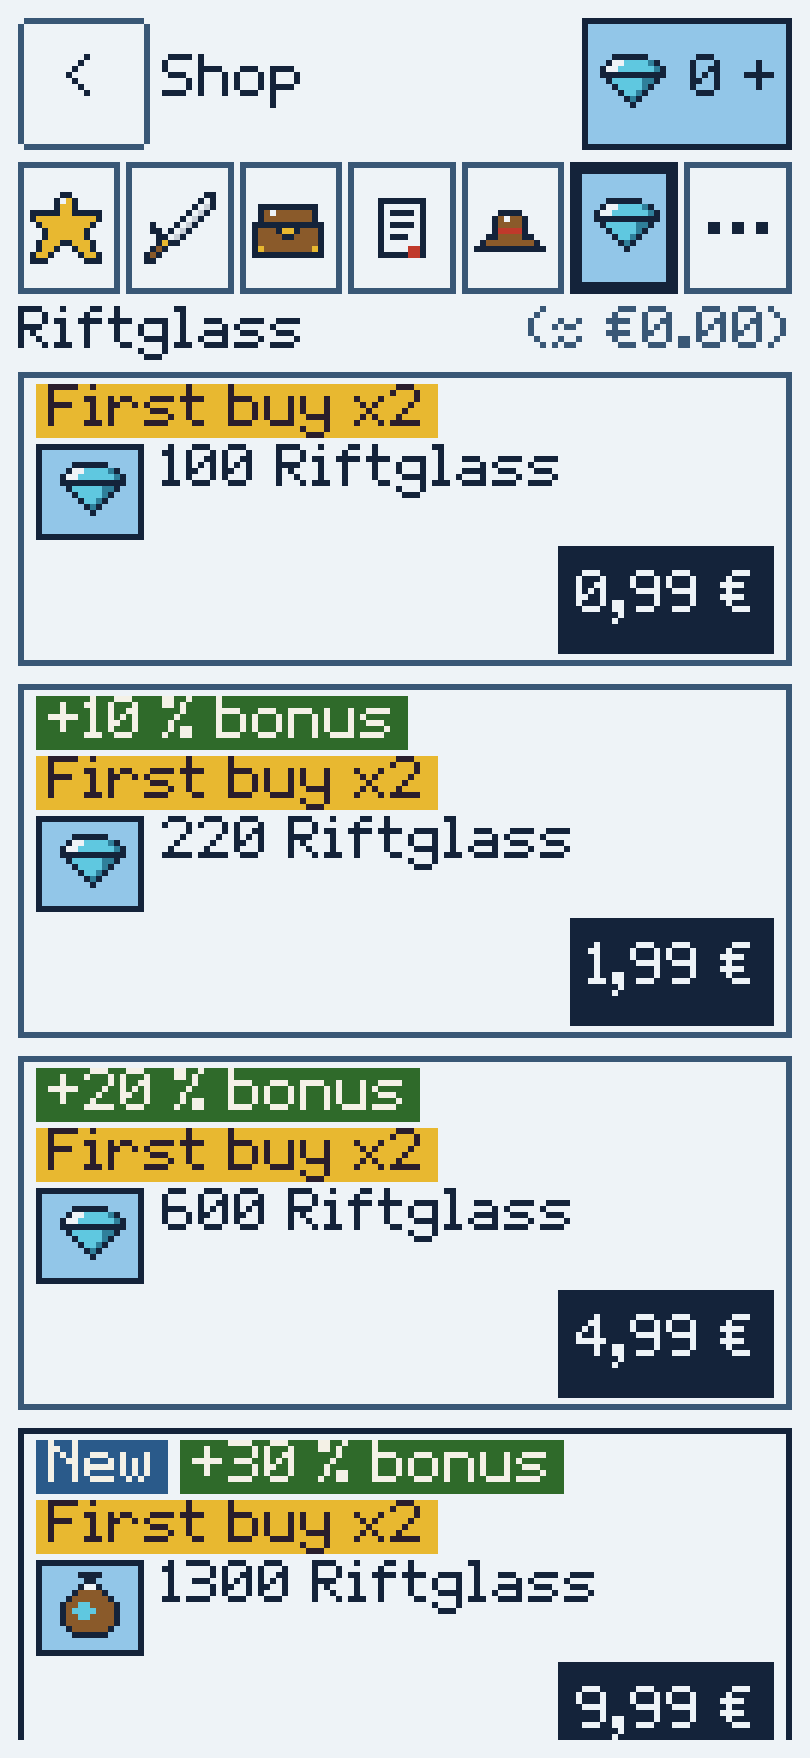 < Shop 0 +
...
Riftglass (≈ €0.00)
First buy x2
100 Riftglass
0,99 €
+10 % bonus
First buy x2
220 Riftglass
1,99 €
+20 % bonus
First buy x2
600 Riftglass
4,99 €
New +30 % bonus
First buy x2
1300 Riftglass
9,99 €